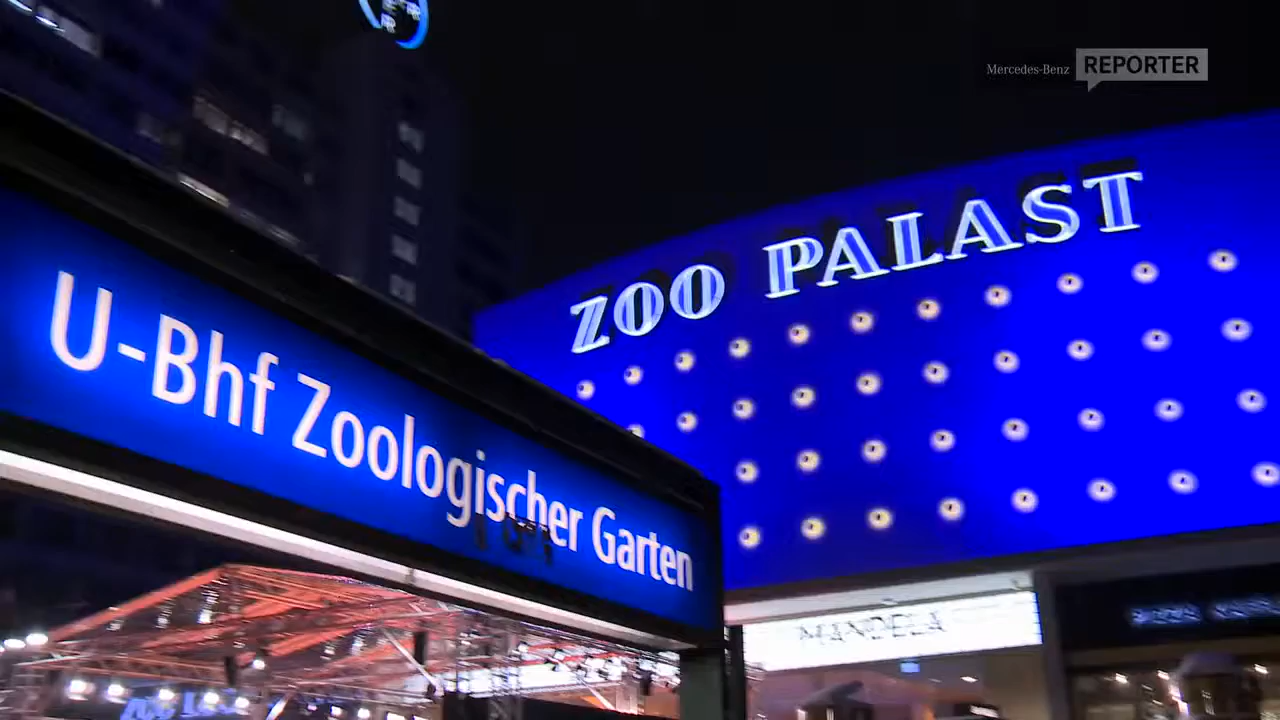 Mercedes-Benz REPORTER
ZOO PALAST
U-Bhf Zoologischer Garten
MANDELA